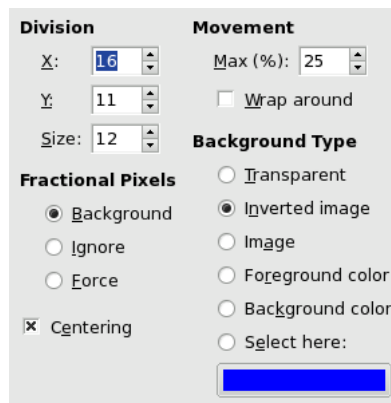 Division
X: 16
Y: 11
Size: 12
Fractional Pixels
Background
Ignore
Force
Centering
Movement
Max (%): 25
Wrap around
Background Type
Transparent
Inverted image
Image
Foreground color
Background color
Select here: